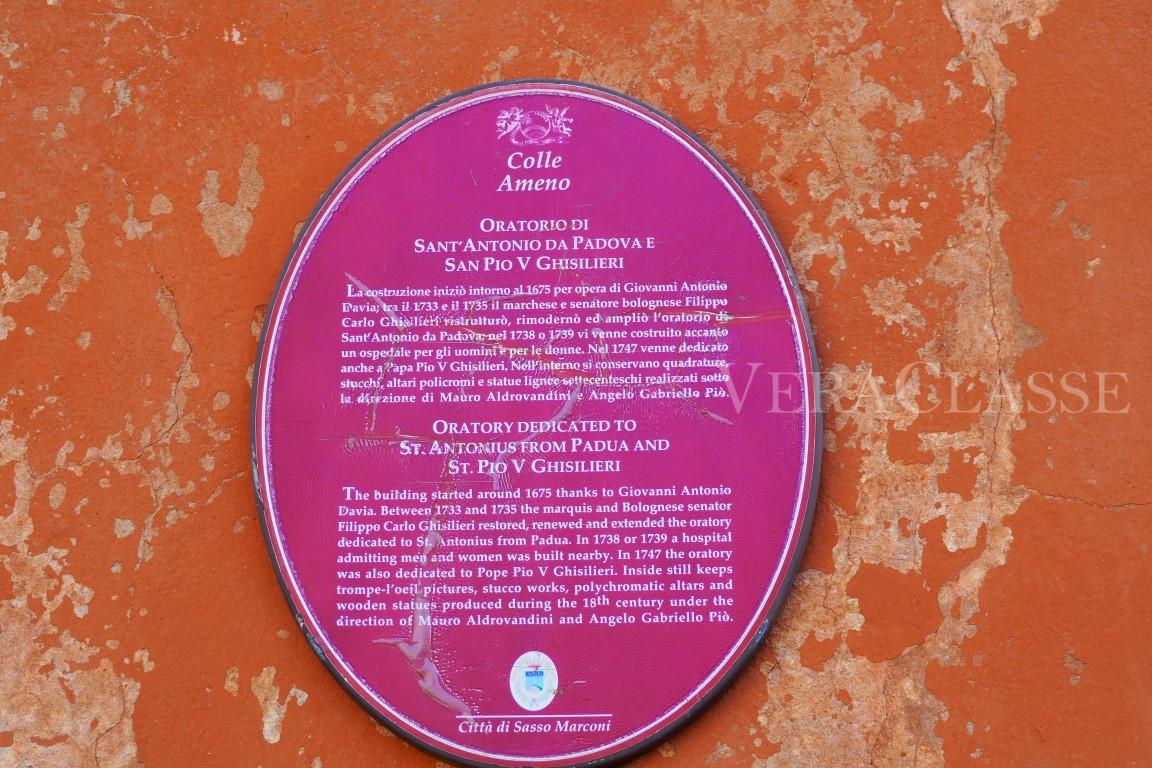 Colle
Ameno
ORATORIO DI
SANT'ANTONIO DA PADOVA E
SAN PIO V GHISILIERI
La costruzione iniziò intorno al 1675 per opera di Giovanni Antonio
Davia; tra il 1733 e il 1735 il marchese e senatore bolognese Filippo
Carlo Ghisilieri ristrutturò, rimodernò ed ampliò l'oratorio di
Sant'Antonio da Padova; nel 1738 o 1739 vi venne costruito accanto
un ospedale per gli uomini e per le donne. Nel 1747 venne dedicato
anche a Papa Pio V Ghisilieri. Nell'interno si conservano quadrature,
stucchi, altari policromi e statue lignee settecenteschi realizzati sotto
la direzione di Mauro Aldrovandini e Angelo Gabriello Piò.
VERACLASSE
ORATORY DEDICATED TO
ST. ANTONIUS FROM PADUA AND
ST. PIO V GHISILIERI
The building started around 1675 thanks to Giovanni Antonio
Davia. Between 1733 and 1735 the marquis and Bolognese senator
Filippo Carlo Ghisilieri restored, renewed and extended the oratory
dedicated to St. Antonius from Padua. In 1738 or 1739 a hospital
admitting men and women was built nearby. In 1747 the oratory
was also dedicated to Pope Pio V Ghisilieri. Inside still keeps
trompe-l'oeil pictures, stucco works, polychromatic altars and
wooden statues produced during the 18th century under the
direction of Mauro Aldrovandini and Angelo Gabriello Piò.
Città di Sasso Marconi